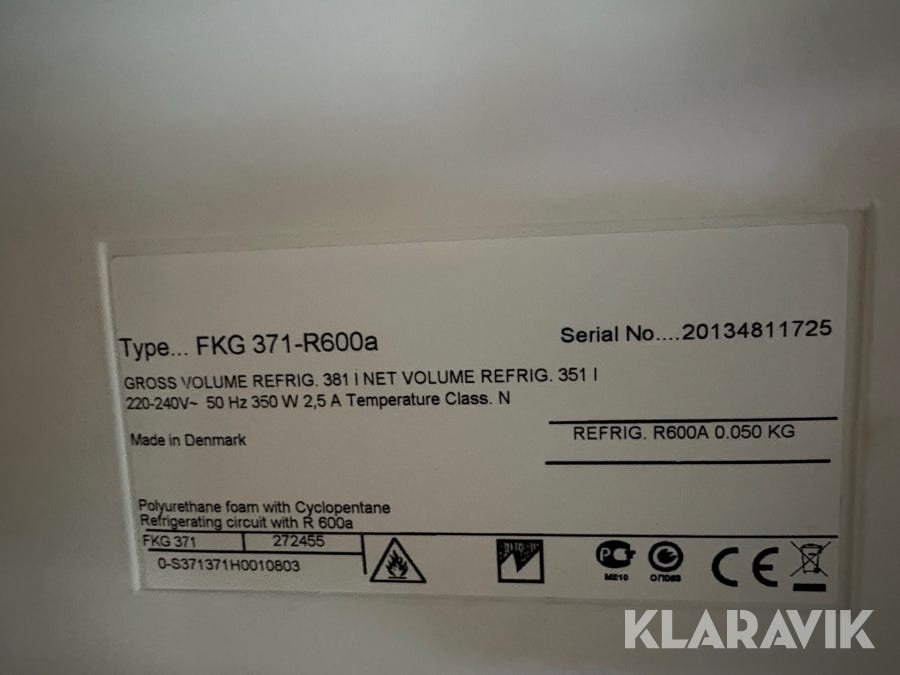 Type... FKG 371-R600a
Serial No....20134811725
GROSS VOLUME REFRIG. 381 l NET VOLUME REFRIG. 351 l
220-240V~ 50 Hz 350 W 2,5 A Temperature Class. N
REFRIG. R600A 0.050 KG
Made in Denmark
Polyurethane foam with Cyclopentane
Refrigerating circuit with R 600a
FKG 371 272455
0-S371371H0010803
ME10
CE
KLARAVIK